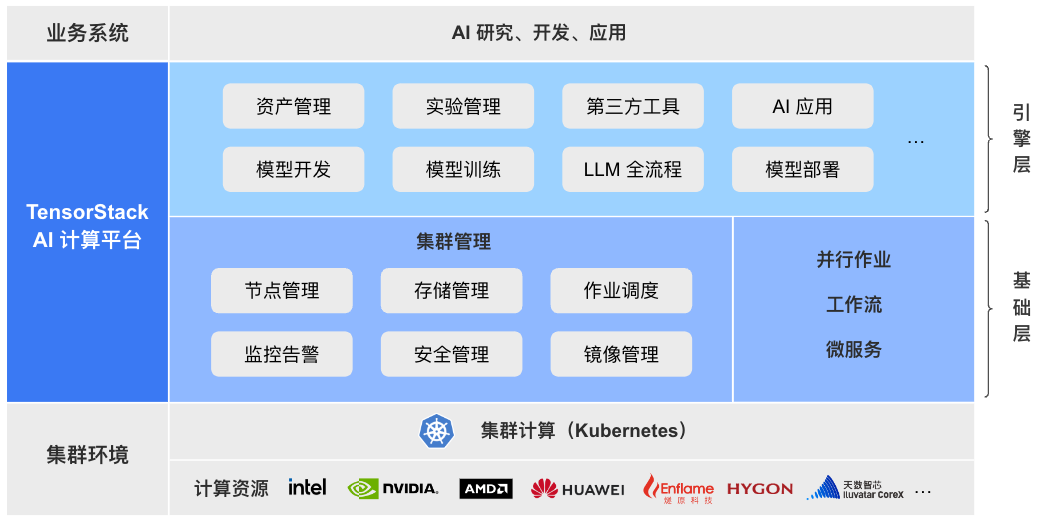 业务系统
AI 研究、开发、应用
TensorStack
AI 计算平台
资产管理
实验管理
第三方工具
AI 应用
模型开发
模型训练
LLM 全流程
模型部署
...
引擎层
集群管理
节点管理
存储管理
作业调度
监控告警
安全管理
镜像管理
并行作业
工作流
微服务
基础层
集群环境
集群计算（Kubernetes）
计算资源
intel
NVIDIA.
AMD
HUAWEI
Enflame
燧原科技
HYGON
天数智芯
Iluvatar CoreX
...